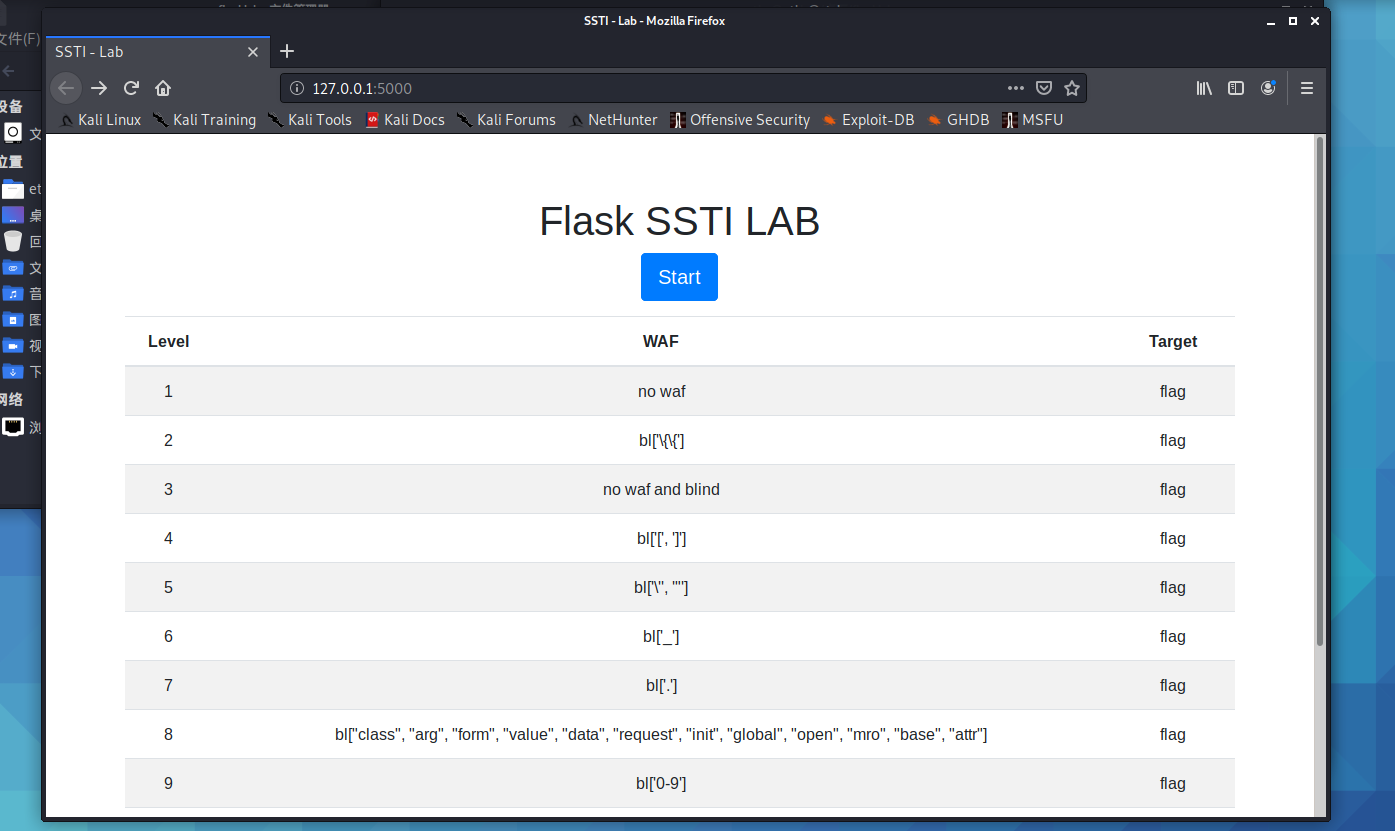 SSTI - Lab - Mozilla Firefox
文件(F)
SSTI - Lab
127.0.0.1:5000
Kali Linux Kali Training Kali Tools Kali Docs Kali Forums NetHunter Offensive Security Exploit-DB GHDB MSFU
设备
文
位置
et
桌
回
文
音
图
视
下
网络
浏
Flask SSTI LAB
Start
Level WAF Target
1 no waf flag
2 bl['\{\{'] flag
3 no waf and blind flag
4 bl['[', ']'] flag
5 bl['\'', '"'] flag
6 bl['_'] flag
7 bl['.'] flag
8 bl["class", "arg", "form", "value", "data", "request", "init", "global", "open", "mro", "base", "attr"] flag
9 bl['0-9'] flag